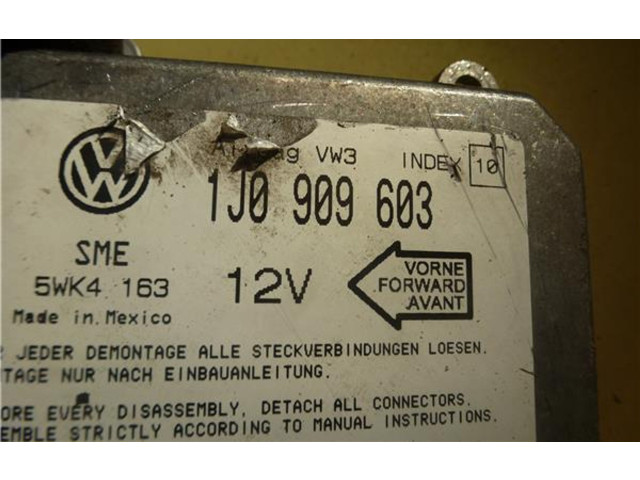 VW3 INDEX 10
1J0 909 603
SME
5WK4 163
12V
VORNE
FORWARD
AVANT
Made in Mexico
JEDER DEMONTAGE ALLE STECKVERBINDUNGEN LOESEN.
TAGE NUR NACH EINBAUANLEITUNG.
ORE EVERY DISASSEMBLY, DETACH ALL CONNECTORS.
EMBLE STRICTLY ACCORDING TO MANUAL INSTRUCTIONS.